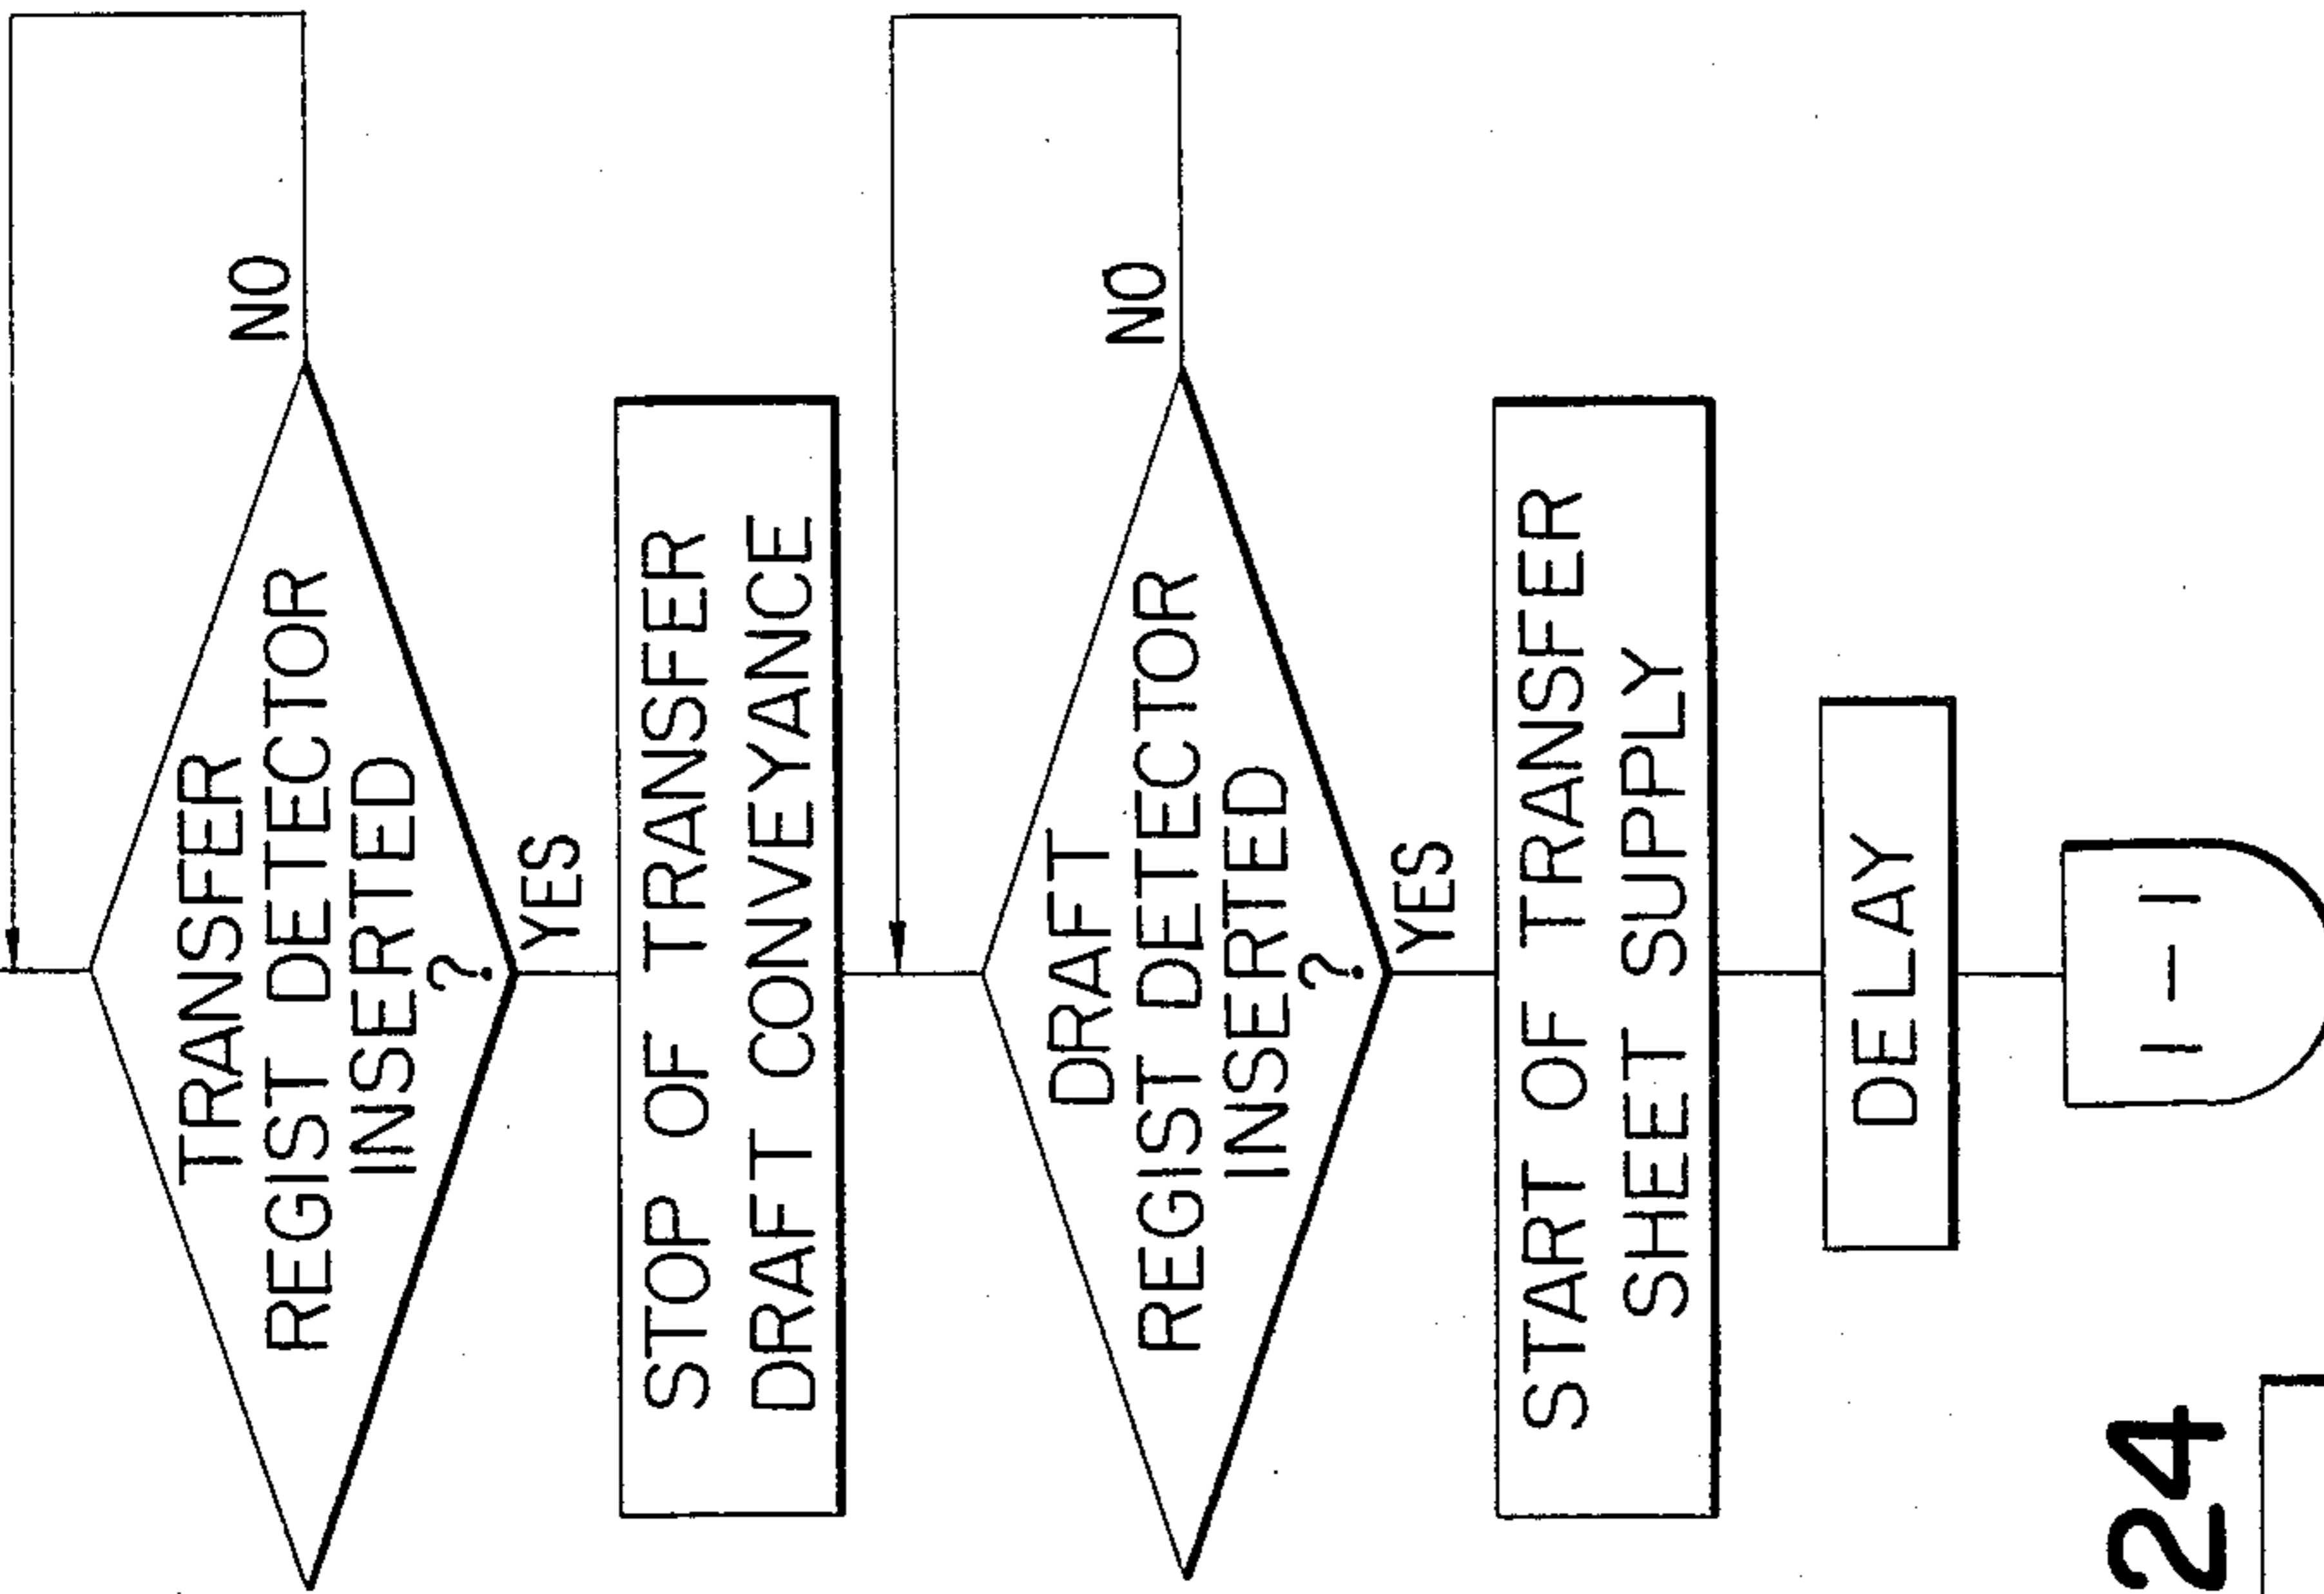 TRANSFER
REGIST DETECTOR
INSERTED
?
NO
YES
STOP OF TRANSFER
DRAFT CONVEYANCE
DRAFT
REGIST DETECTOR
INSERTED
?
NO
YES
START OF TRANSFER
SHEET SUPPLY
DELAY
I-I
24